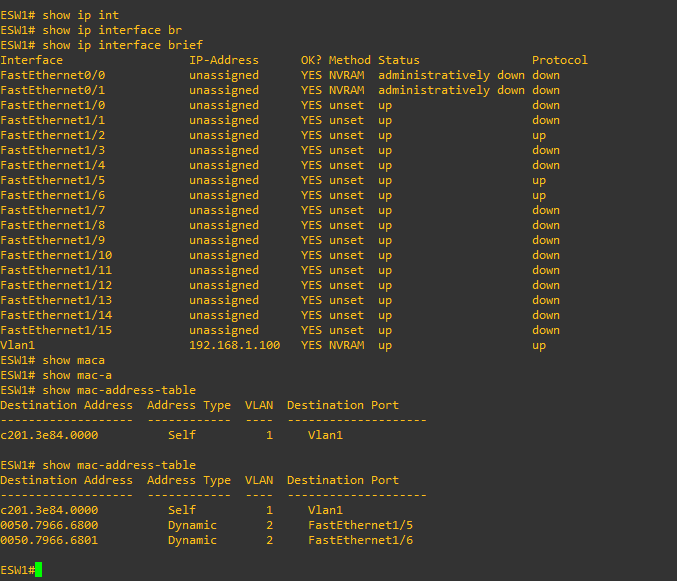 ESW1# show ip int
ESW1# show ip interface br
ESW1# show ip interface brief
Interface                  IP-Address      OK? Method Status                Protocol
FastEthernet0/0            unassigned      YES NVRAM  administratively down down
FastEthernet0/1            unassigned      YES NVRAM  administratively down down
FastEthernet1/0            unassigned      YES unset  up                    down
FastEthernet1/1            unassigned      YES unset  up                    down
FastEthernet1/2            unassigned      YES unset  up                    up
FastEthernet1/3            unassigned      YES unset  up                    down
FastEthernet1/4            unassigned      YES unset  up                    down
FastEthernet1/5            unassigned      YES unset  up                    up
FastEthernet1/6            unassigned      YES unset  up                    up
FastEthernet1/7            unassigned      YES unset  up                    down
FastEthernet1/8            unassigned      YES unset  up                    down
FastEthernet1/9            unassigned      YES unset  up                    down
FastEthernet1/10           unassigned      YES unset  up                    down
FastEthernet1/11           unassigned      YES unset  up                    down
FastEthernet1/12           unassigned      YES unset  up                    down
FastEthernet1/13           unassigned      YES unset  up                    down
FastEthernet1/14           unassigned      YES unset  up                    down
FastEthernet1/15           unassigned      YES unset  up                    down
Vlan1                      192.168.1.100   YES NVRAM  up                    up
ESW1# show maca
ESW1# show mac-a
ESW1# show mac-address-table
Destination Address  Address Type  VLAN  Destination Port
-------------------  ------------  ----  --------------------
c201.3e84.0000          Self          1     Vlan1
ESW1# show mac-address-table
Destination Address  Address Type  VLAN  Destination Port
-------------------  ------------  ----  --------------------
c201.3e84.0000          Self          1     Vlan1
0050.7966.6800          Dynamic       2     FastEthernet1/5
0050.7966.6801          Dynamic       2     FastEthernet1/6
ESW1#